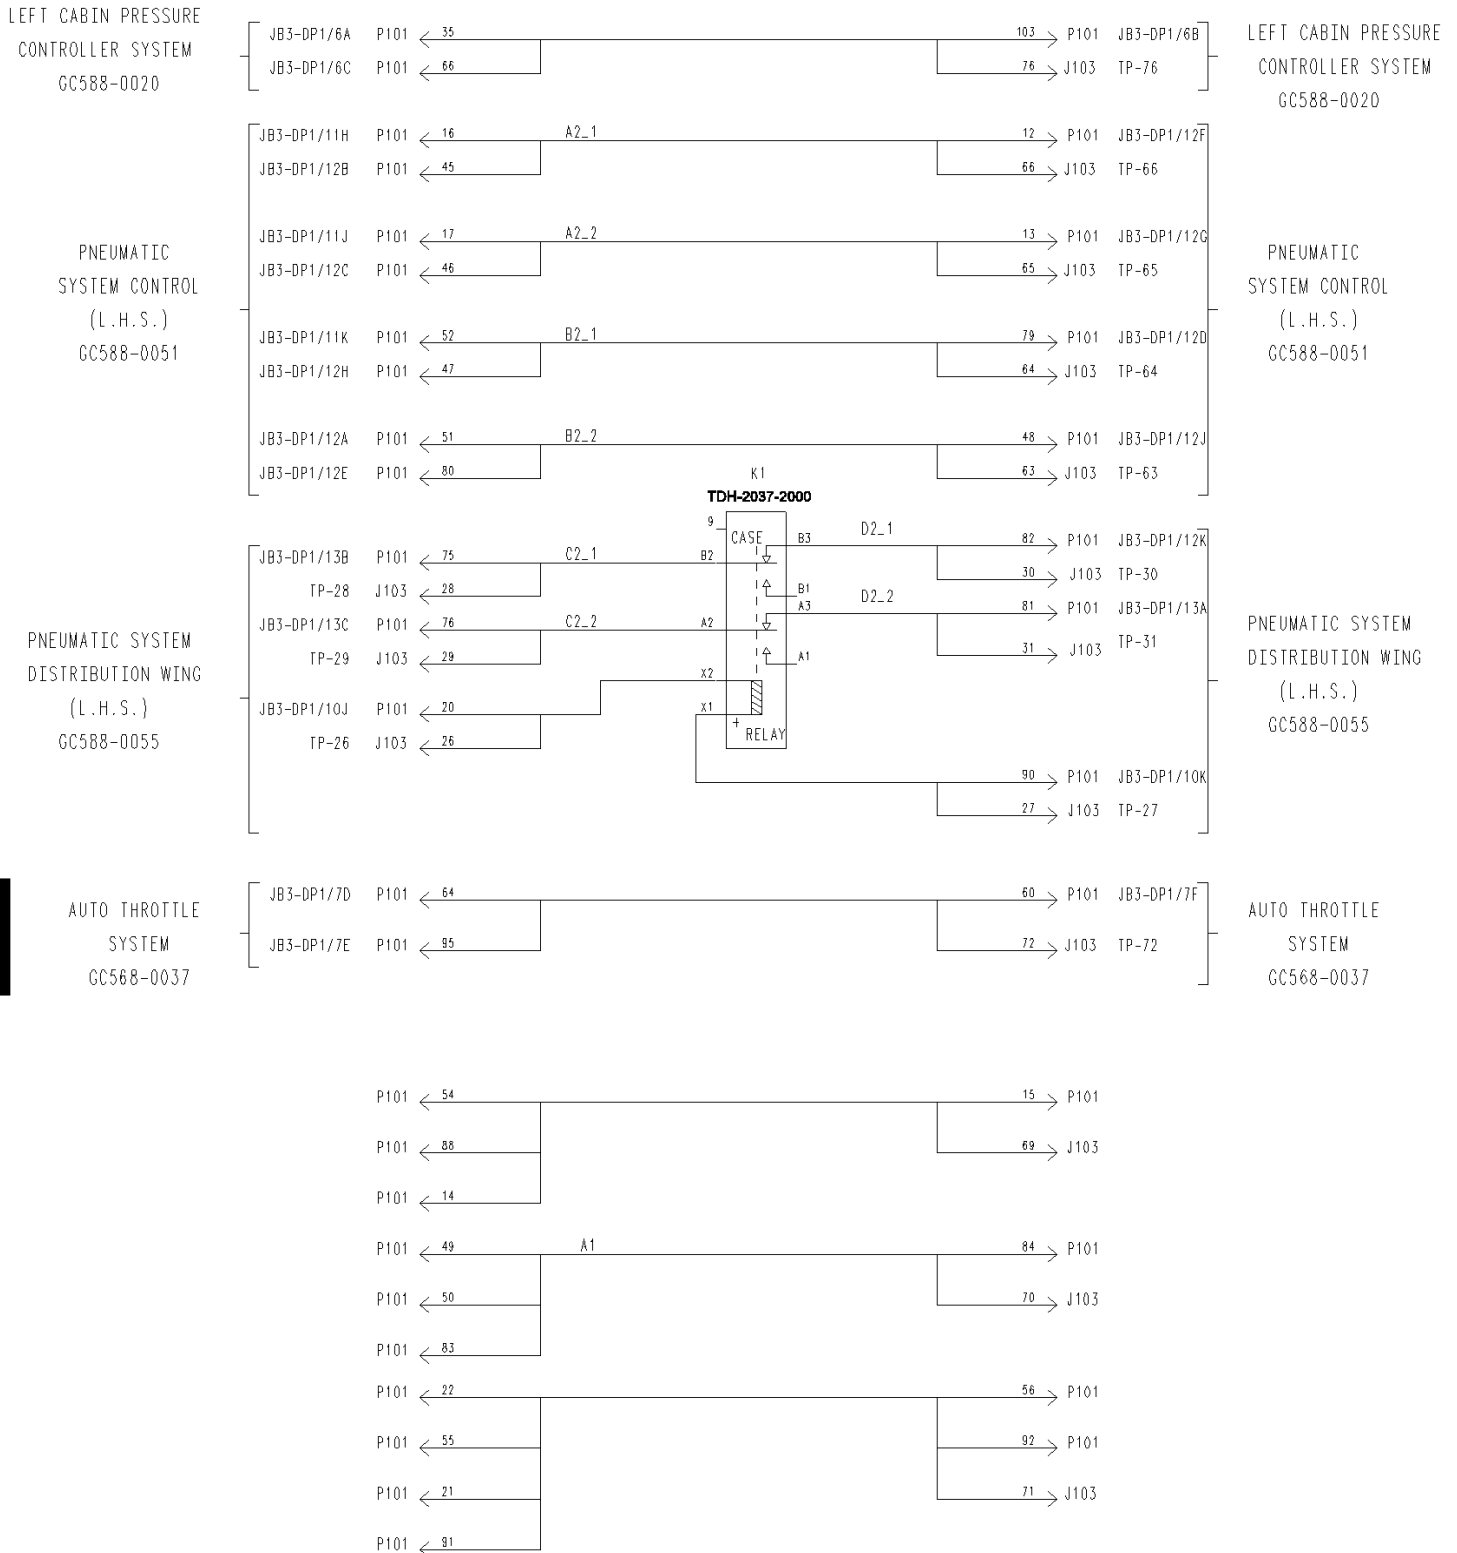 LEFT CABIN PRESSURE
CONTROLLER SYSTEM
GC588-0020
JB3-DP1/6A P101 35 103 P101 JB3-DP1/6B
JB3-DP1/6C P101 66 76 J103 TP-76
LEFT CABIN PRESSURE
CONTROLLER SYSTEM
GC588-0020
PNEUMATIC
SYSTEM CONTROL
(L.H.S.)
GC588-0051
JB3-DP1/11H P101 16 A2_1 12 P101 JB3-DP1/12F
JB3-DP1/12B P101 45 66 J103 TP-66
JB3-DP1/11J P101 17 A2_2 13 P101 JB3-DP1/12G
JB3-DP1/12C P101 46 65 J103 TP-65
JB3-DP1/11K P101 52 B2_1 79 P101 JB3-DP1/12D
JB3-DP1/12H P101 47 64 J103 TP-64
JB3-DP1/12A P101 51 B2_2 48 P101 JB3-DP1/12J
JB3-DP1/12E P101 80 63 J103 TP-63
PNEUMATIC
SYSTEM CONTROL
(L.H.S.)
GC588-0051
K1
TDH-2037-2000
9
CASE
PNEUMATIC SYSTEM
DISTRIBUTION WING
(L.H.S.)
GC588-0055
JB3-DP1/13B P101 75 C2_1 B2 B3 D2_1 82 P101 JB3-DP1/12K
TP-28 J103 28 B1 30 J103 TP-30
JB3-DP1/13C P101 76 C2_2 A2 A3 D2_2 81 P101 JB3-DP1/13A
TP-29 J103 29 A1 31 J103 TP-31
X2
JB3-DP1/10J P101 20 X1
+
RELAY
TP-26 J103 26
90 P101 JB3-DP1/10K
27 J103 TP-27
PNEUMATIC SYSTEM
DISTRIBUTION WING
(L.H.S.)
GC588-0055
AUTO THROTTLE
SYSTEM
GC568-0037
JB3-DP1/7D P101 64 60 P101 JB3-DP1/7F
JB3-DP1/7E P101 95 72 J103 TP-72
AUTO THROTTLE
SYSTEM
GC568-0037
P101 54 15 P101
P101 88 69 J103
P101 14
P101 49 A1 84 P101
P101 50 70 J103
P101 83
P101 22 56 P101
P101 55 92 P101
P101 21 71 J103
P101 91